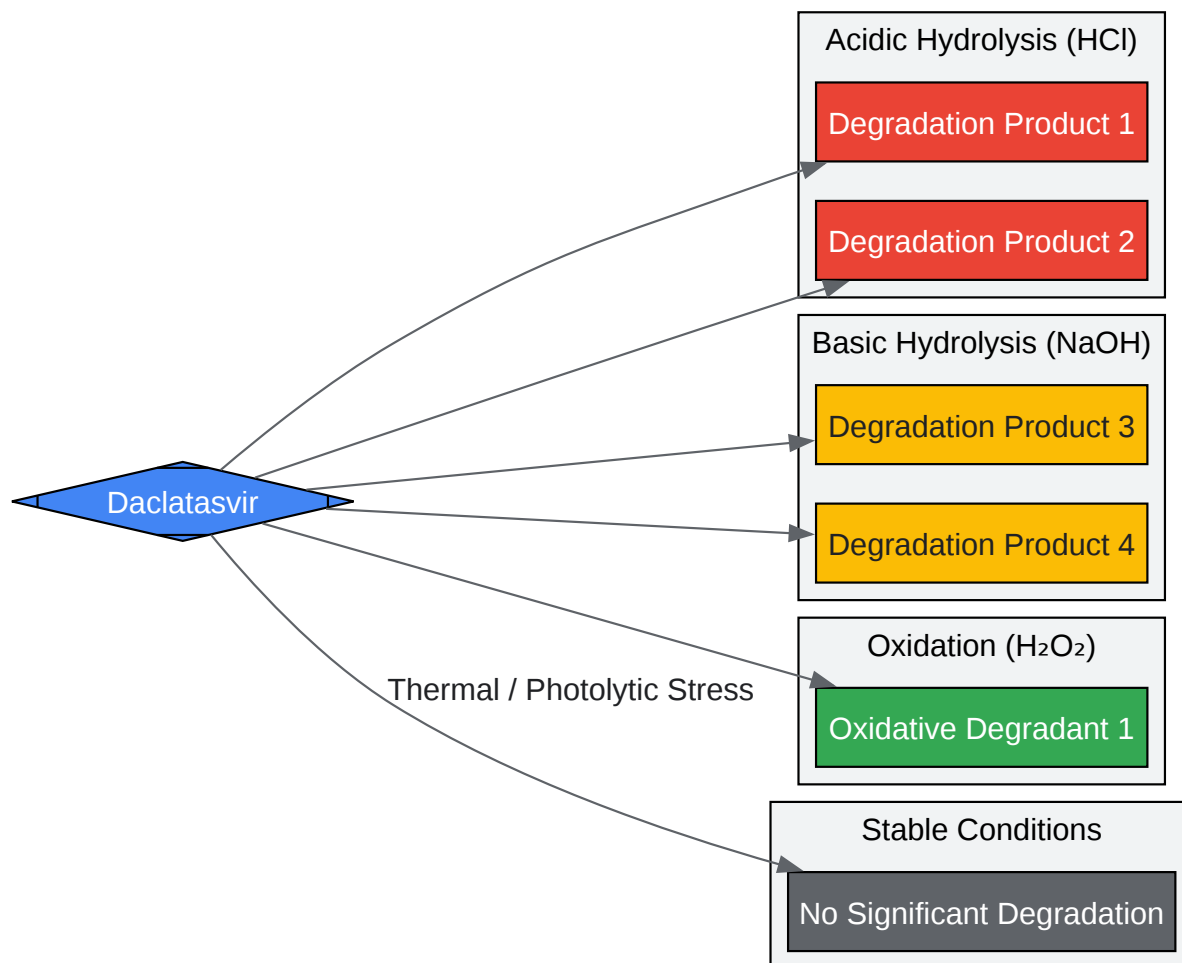 Acidic Hydrolysis (HCl)
Degradation Product 1
Degradation Product 2
Basic Hydrolysis (NaOH)
Degradation Product 3
Daclatasvir
Degradation Product 4
Oxidation (H₂O₂)
Thermal / Photolytic Stress
Oxidative Degradant 1
Stable Conditions
No Significant Degradation